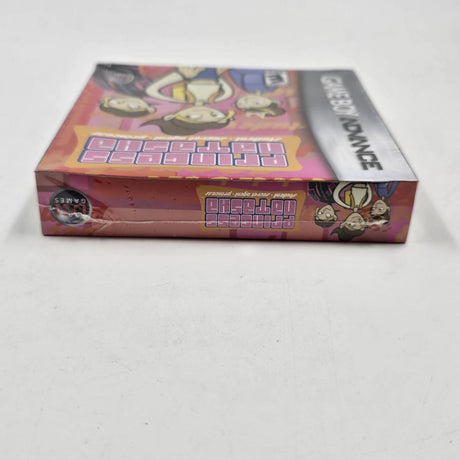 GAME BOY ADVANCE
PRINCESS
NATASHA
student · secret agent · princess
PRINCESS
NATASHA
student · secret agent · princess
GAMES